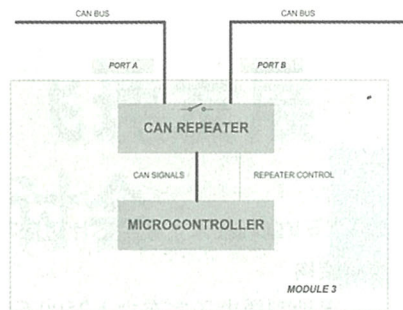 CAN BUS
CAN BUS
PORT A
PORT B
CAN REPEATER
CAN SIGNALS
REPEATER CONTROL
MICROCONTROLLER
MODULE 3